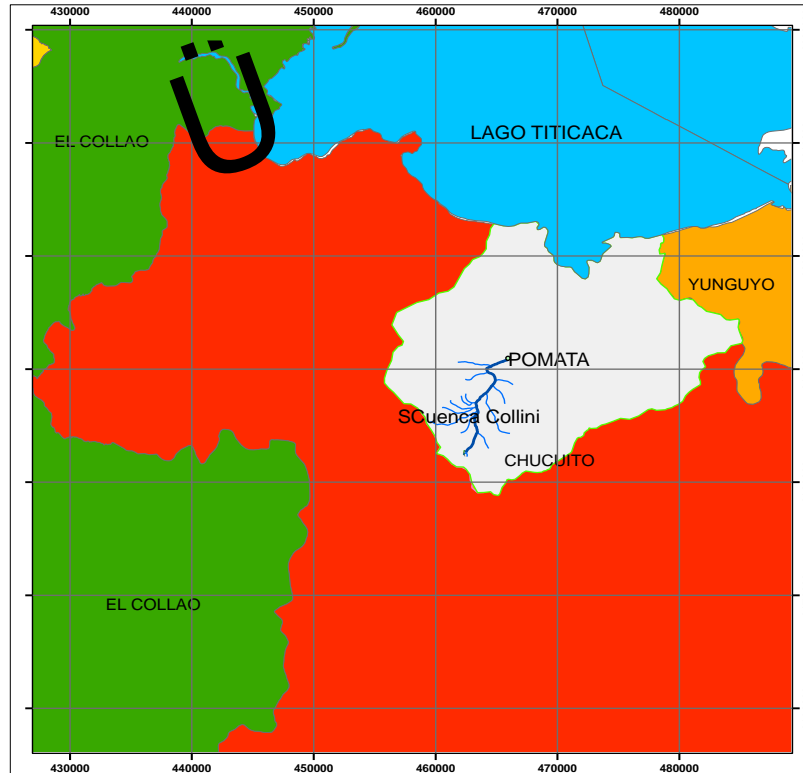 430000 440000 450000 460000 470000 480000
Ü
EL COLLAO
LAGO TITICACA
YUNGUYO
POMATA
SCuenca Collini
CHUCUITO
EL COLLAO
430000 440000 450000 460000 470000 480000